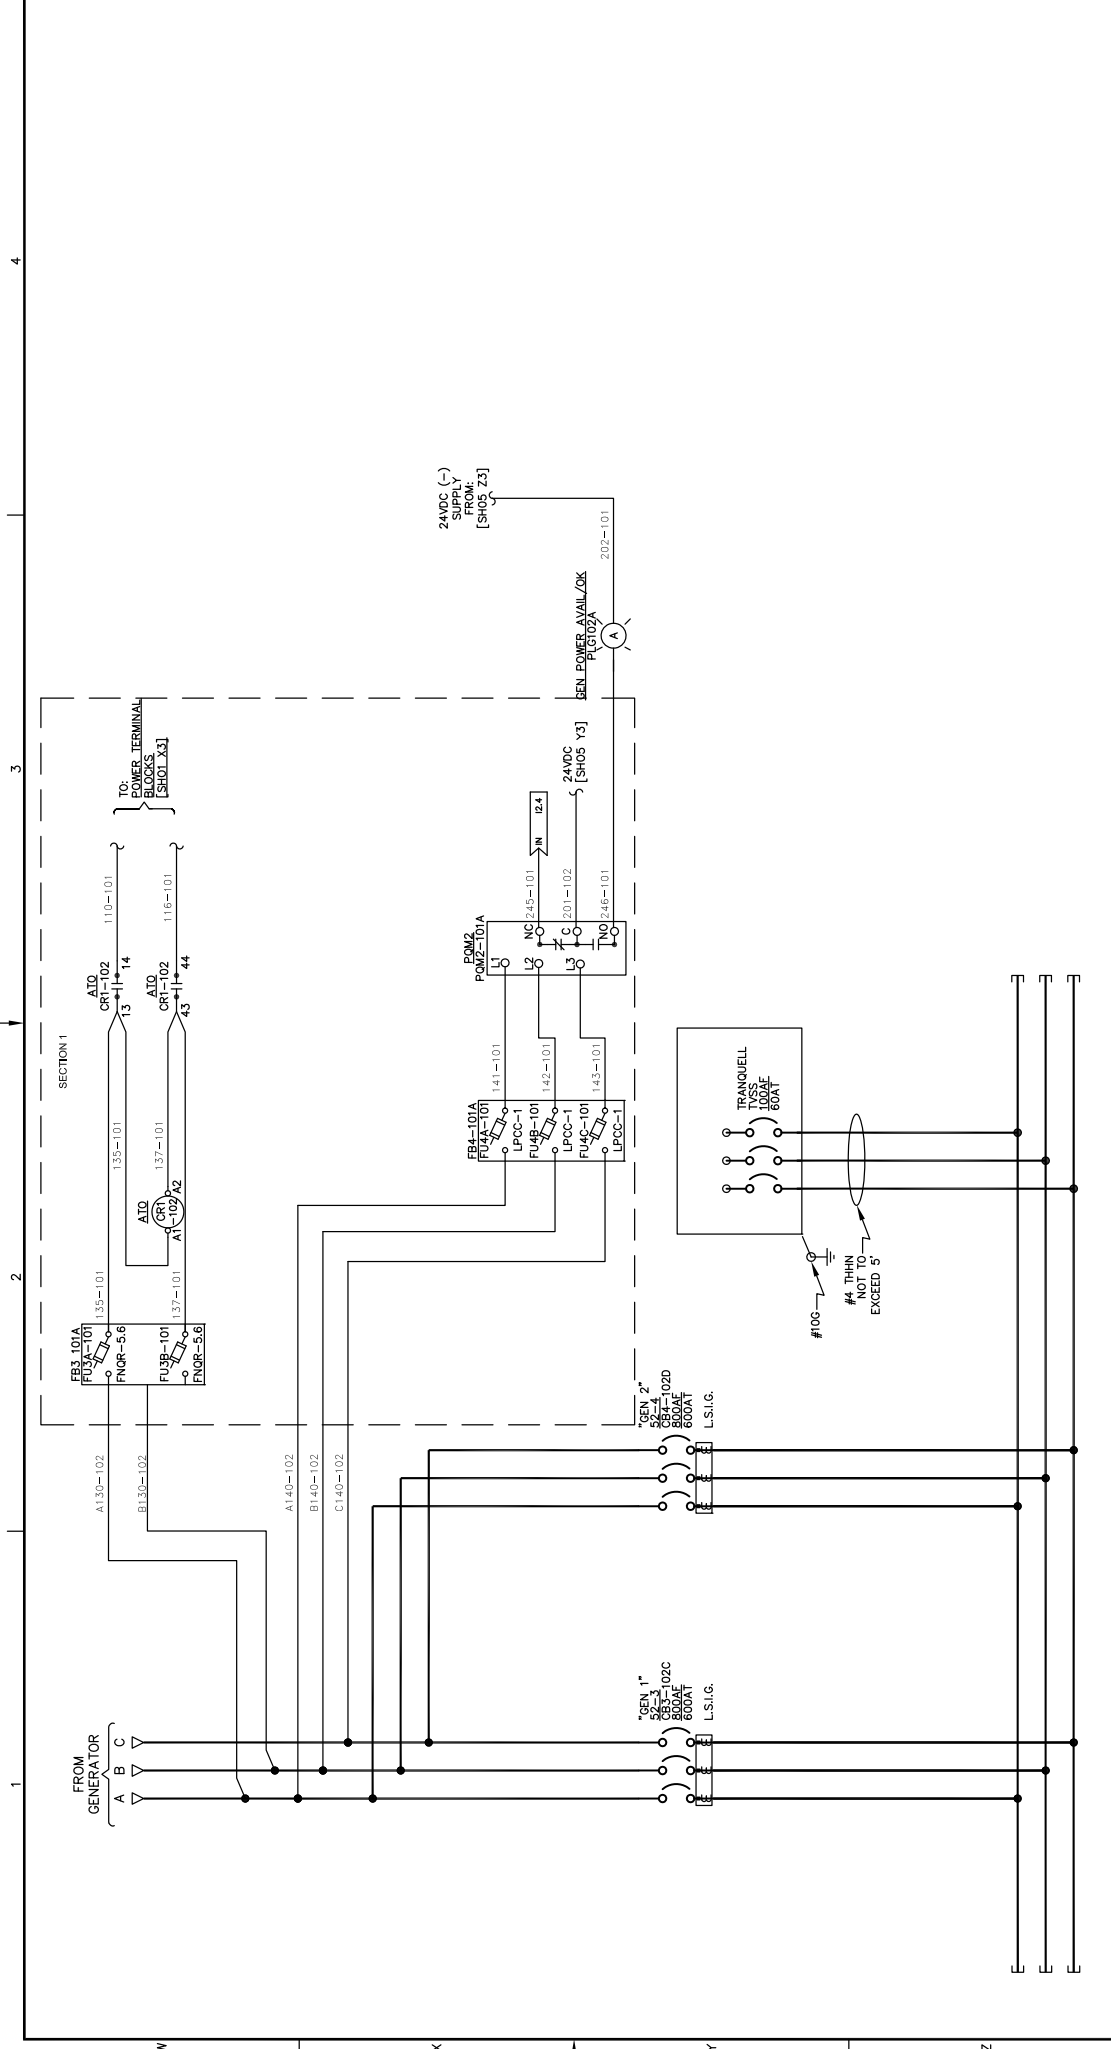 1
2
3
4
W
X
Y
Z
FROM
GENERATOR
A
B
C
A130-102
B130-102
FB3 101A
FU3A-101
FNQR-5.6
FU3B-101
FNQR-5.6
135-101
137-101
135-101
137-101
ATO
CR1
-102
A1
A2
SECTION 1
ATO
CR1-102
13
14
ATO
CR1-102
43
44
110-101
116-101
TO:
POWER TERMINAL
BLOCKS
[SH01 X3]
A140-102
B140-102
C140-102
FB4-101A
FU4A-101
LPCC-1
FU4B-101
LPCC-1
FU4C-101
LPCC-1
141-101
142-101
143-101
PQM2
PQM2-101A
L1
L2
L3
NC
C
NO
245-101
201-102
246-101
IN
I2.4
24VDC
[SH05 Y3]
GEN POWER AVAIL/OK
PLG102A
A
202-101
24VDC (-)
SUPPLY
FROM:
[SH05 Z3]
"GEN 1"
52-3
CB3-102C
800AF
600AT
L.S.I.G.
"GEN 2"
52-4
CB4-102D
800AF
600AT
L.S.I.G.
TRANQUELL
TVSS
100AF
60AT
#10G
#4 THHN
NOT TO
EXCEED 5'